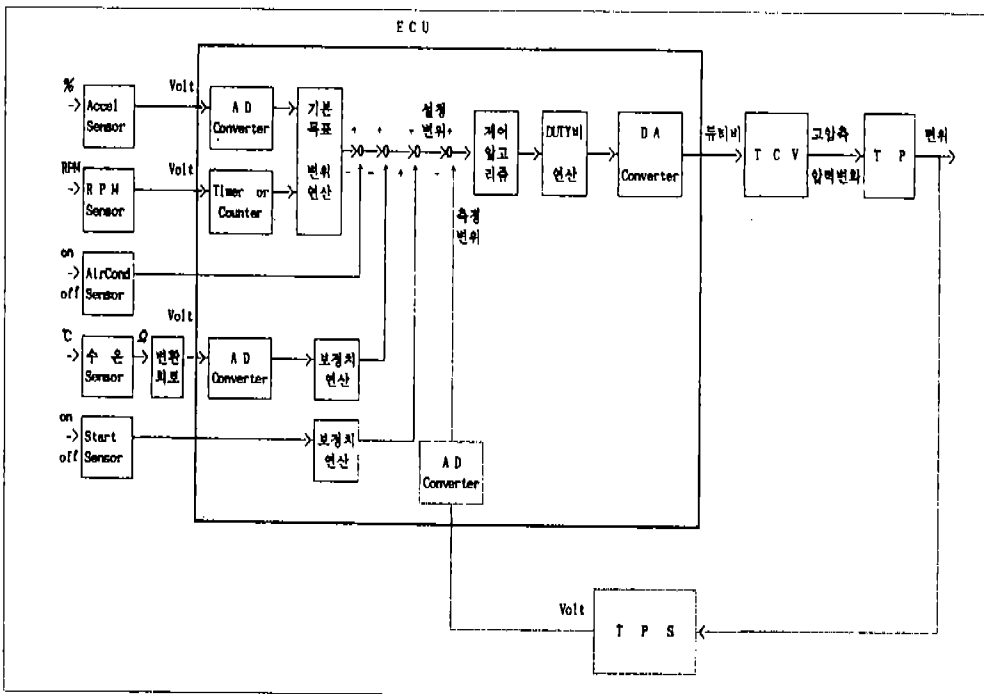 ECU
%
Accel
Sensor
Volt
AD
Converter
기본
목표
변위
연산
RPM
RPM
Sensor
Volt
Timer or
Counter
+ + - +
- - + -
설정
변위
제어
알고
리즘
DUTY비
연산
DA
Converter
듀티비
TCV
고압측
압력변화
TP
변위
측정
변위
on
off
AirCond
Sensor
Volt
℃
수온
Sensor
Ω
변환
회로
AD
Converter
보정치
연산
on
off
Start
Sensor
보정치
연산
AD
Converter
Volt
TPS